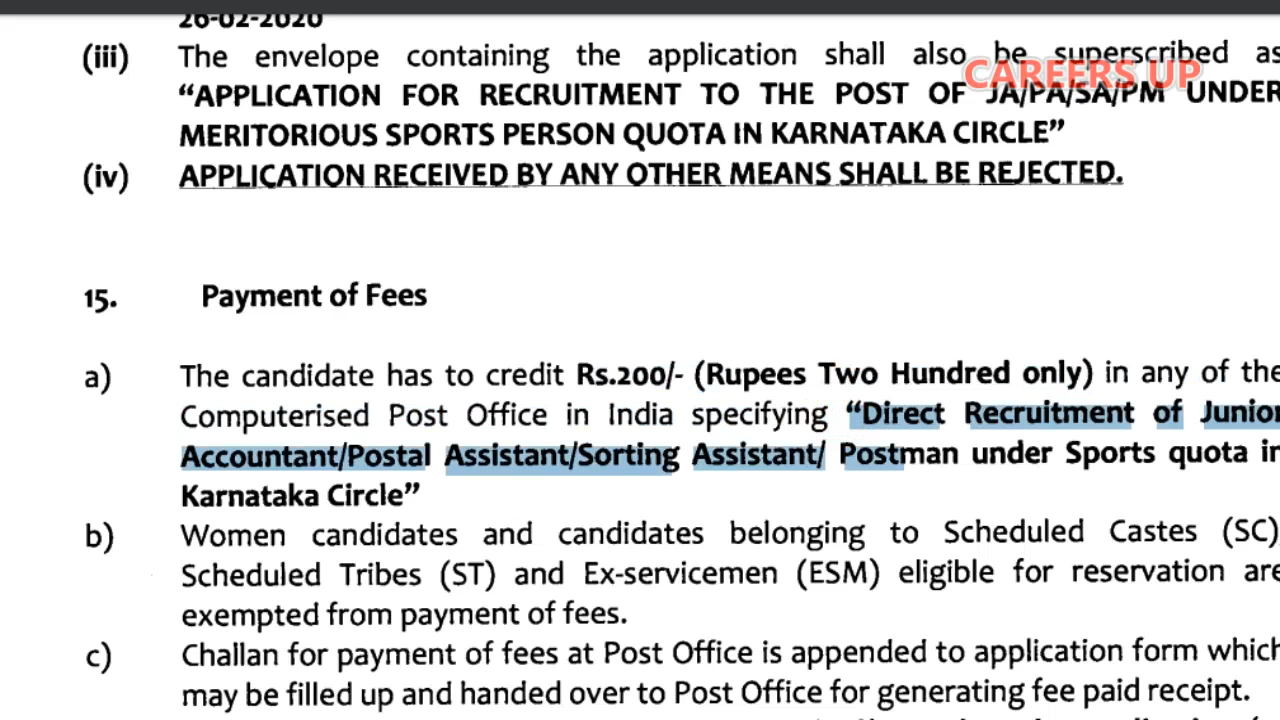 26-02-2020
(iii) The envelope containing the application shall also be superscribed as
CAREERS UP
“APPLICATION FOR RECRUITMENT TO THE POST OF JA/PA/SA/PM UNDER
MERITORIOUS SPORTS PERSON QUOTA IN KARNATAKA CIRCLE”
(iv) APPLICATION RECEIVED BY ANY OTHER MEANS SHALL BE REJECTED.
15. Payment of Fees
a) The candidate has to credit Rs.200/- (Rupees Two Hundred only) in any of the
Computerised Post Office in India specifying “Direct Recruitment of Junior
Accountant/Postal Assistant/Sorting Assistant/ Postman under Sports quota in
Karnataka Circle”
b) Women candidates and candidates belonging to Scheduled Castes (SC)
Scheduled Tribes (ST) and Ex-servicemen (ESM) eligible for reservation are
exempted from payment of fees.
c) Challan for payment of fees at Post Office is appended to application form which
may be filled up and handed over to Post Office for generating fee paid receipt.